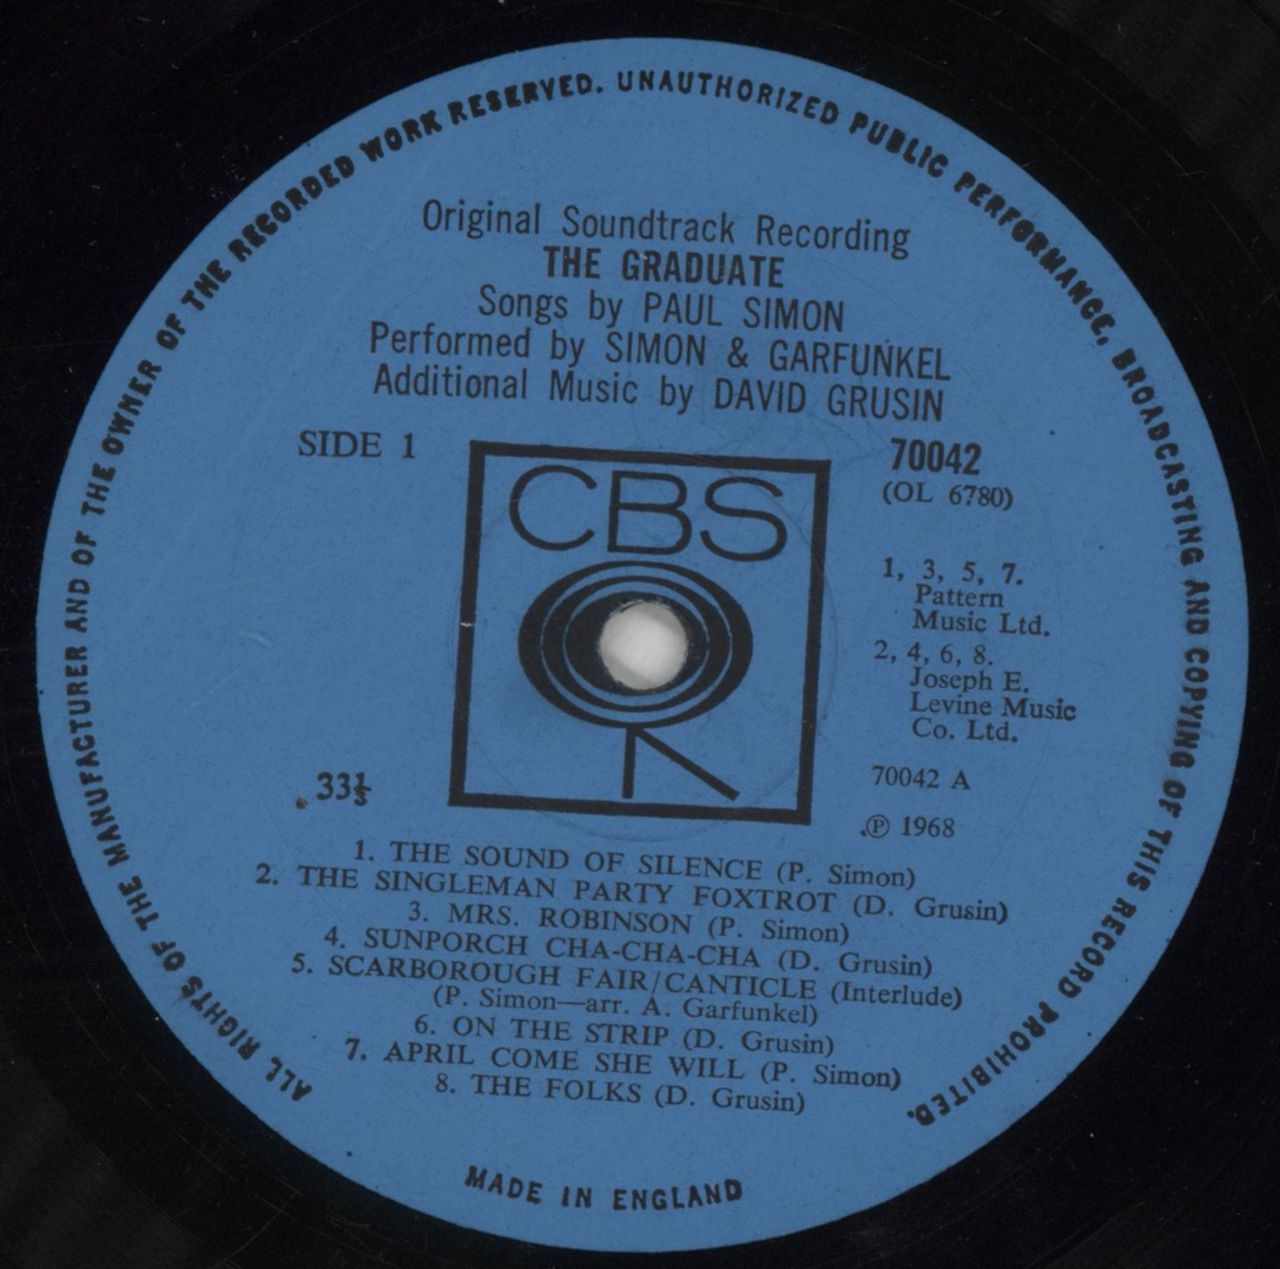 ALL RIGHTS OF THE MANUFACTURER AND OF THE OWNER OF THE RECORDED WORK RESERVED. UNAUTHORIZED PUBLIC PERFORMANCE, BROADCASTING AND COPYING OF THIS RECORD PROHIBITED.
Original Soundtrack Recording
THE GRADUATE
Songs by PAUL SIMON
Performed by SIMON & GARFUNKEL
Additional Music by DAVID GRUSIN
SIDE 1
CBS
70042
(OL 6780)
1, 3, 5, 7.
Pattern
Music Ltd.
2, 4, 6, 8.
Joseph E.
Levine Music
Co. Ltd.
33⅓
70042 A
℗ 1968
1. THE SOUND OF SILENCE (P. Simon)
2. THE SINGLEMAN PARTY FOXTROT (D. Grusin)
3. MRS. ROBINSON (P. Simon)
4. SUNPORCH CHA-CHA-CHA (D. Grusin)
5. SCARBOROUGH FAIR/CANTICLE (Interlude)
(P. Simon—arr. A. Garfunkel)
6. ON THE STRIP (D. Grusin)
7. APRIL COME SHE WILL (P. Simon)
8. THE FOLKS (D. Grusin)
MADE IN ENGLAND